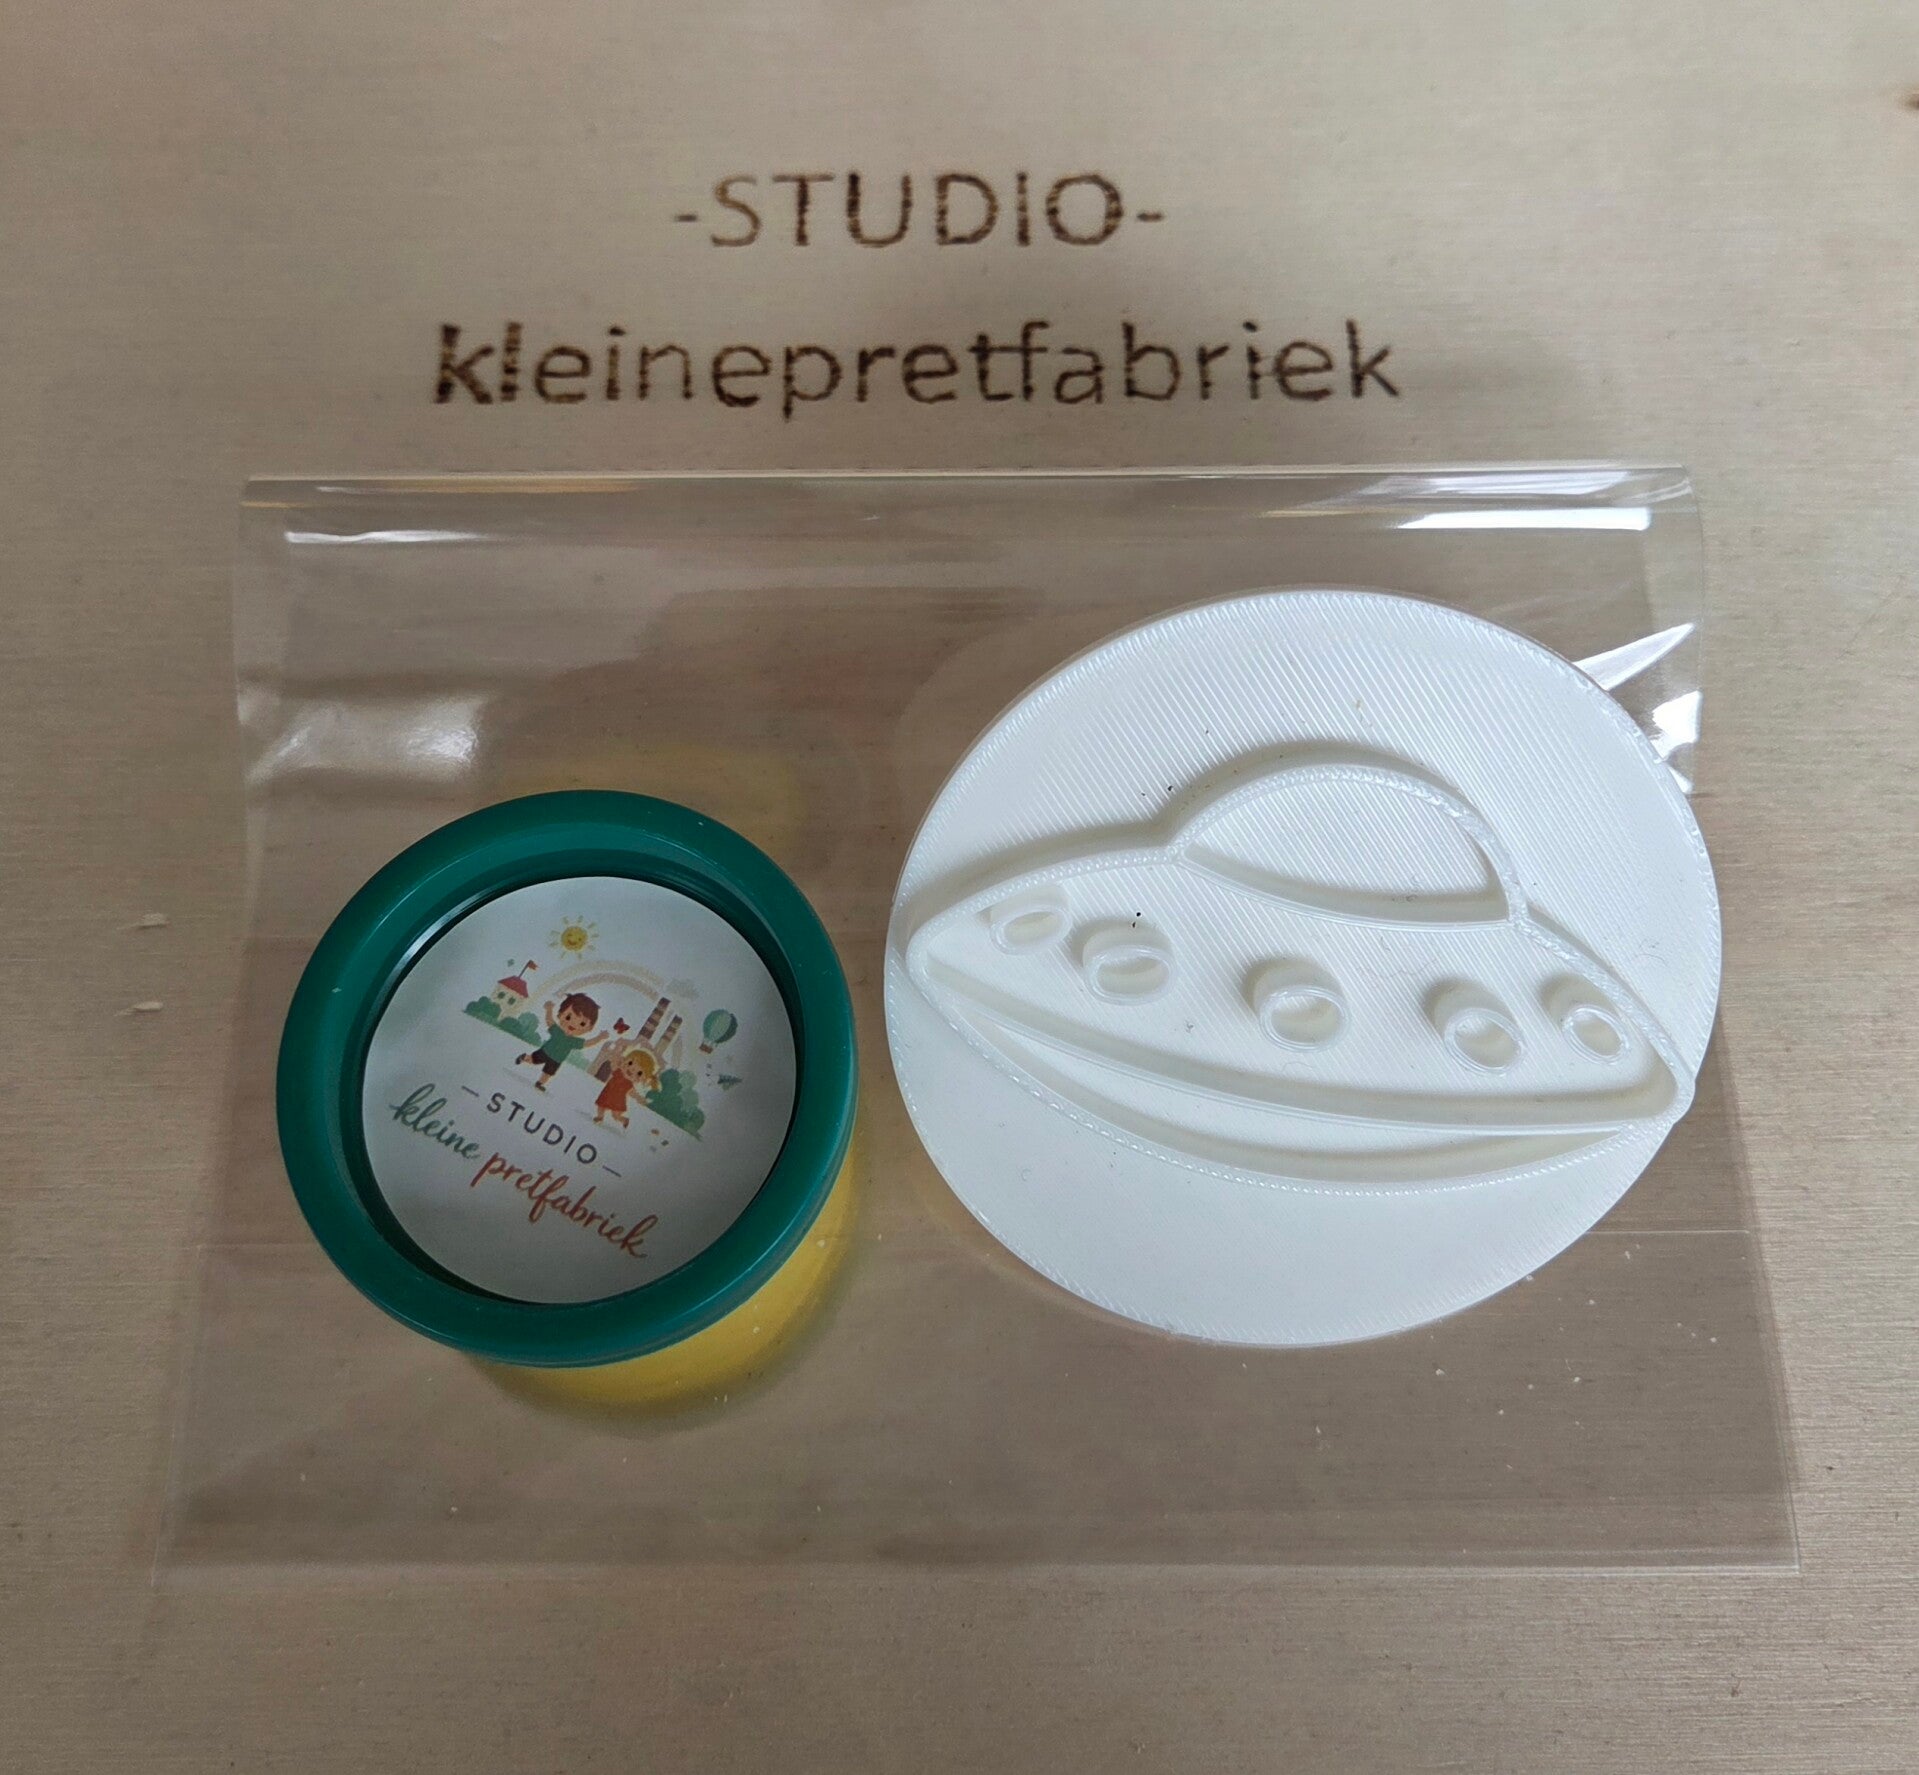 -STUDIO-
kleinepretfabriek
— STUDIO —
kleine pretfabriek